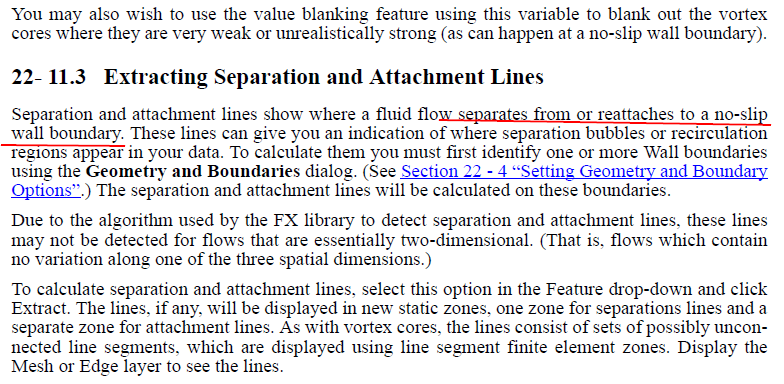 You may also wish to use the value blanking feature using this variable to blank out the vortex
cores where they are very weak or unrealistically strong (as can happen at a no-slip wall boundary).
22- 11.3 Extracting Separation and Attachment Lines
Separation and attachment lines show where a fluid flow separates from or reattaches to a no-slip
wall boundary. These lines can give you an indication of where separation bubbles or recirculation
regions appear in your data. To calculate them you must first identify one or more Wall boundaries
using the Geometry and Boundaries dialog. (See Section 22 - 4 “Setting Geometry and Boundary
Options”.) The separation and attachment lines will be calculated on these boundaries.
Due to the algorithm used by the FX library to detect separation and attachment lines, these lines
may not be detected for flows that are essentially two-dimensional. (That is, flows which contain
no variation along one of the three spatial dimensions.)
To calculate separation and attachment lines, select this option in the Feature drop-down and click
Extract. The lines, if any, will be displayed in new static zones, one zone for separations lines and a
separate zone for attachment lines. As with vortex cores, the lines consist of sets of possibly uncon-
nected line segments, which are displayed using line segment finite element zones. Display the
Mesh or Edge layer to see the lines.